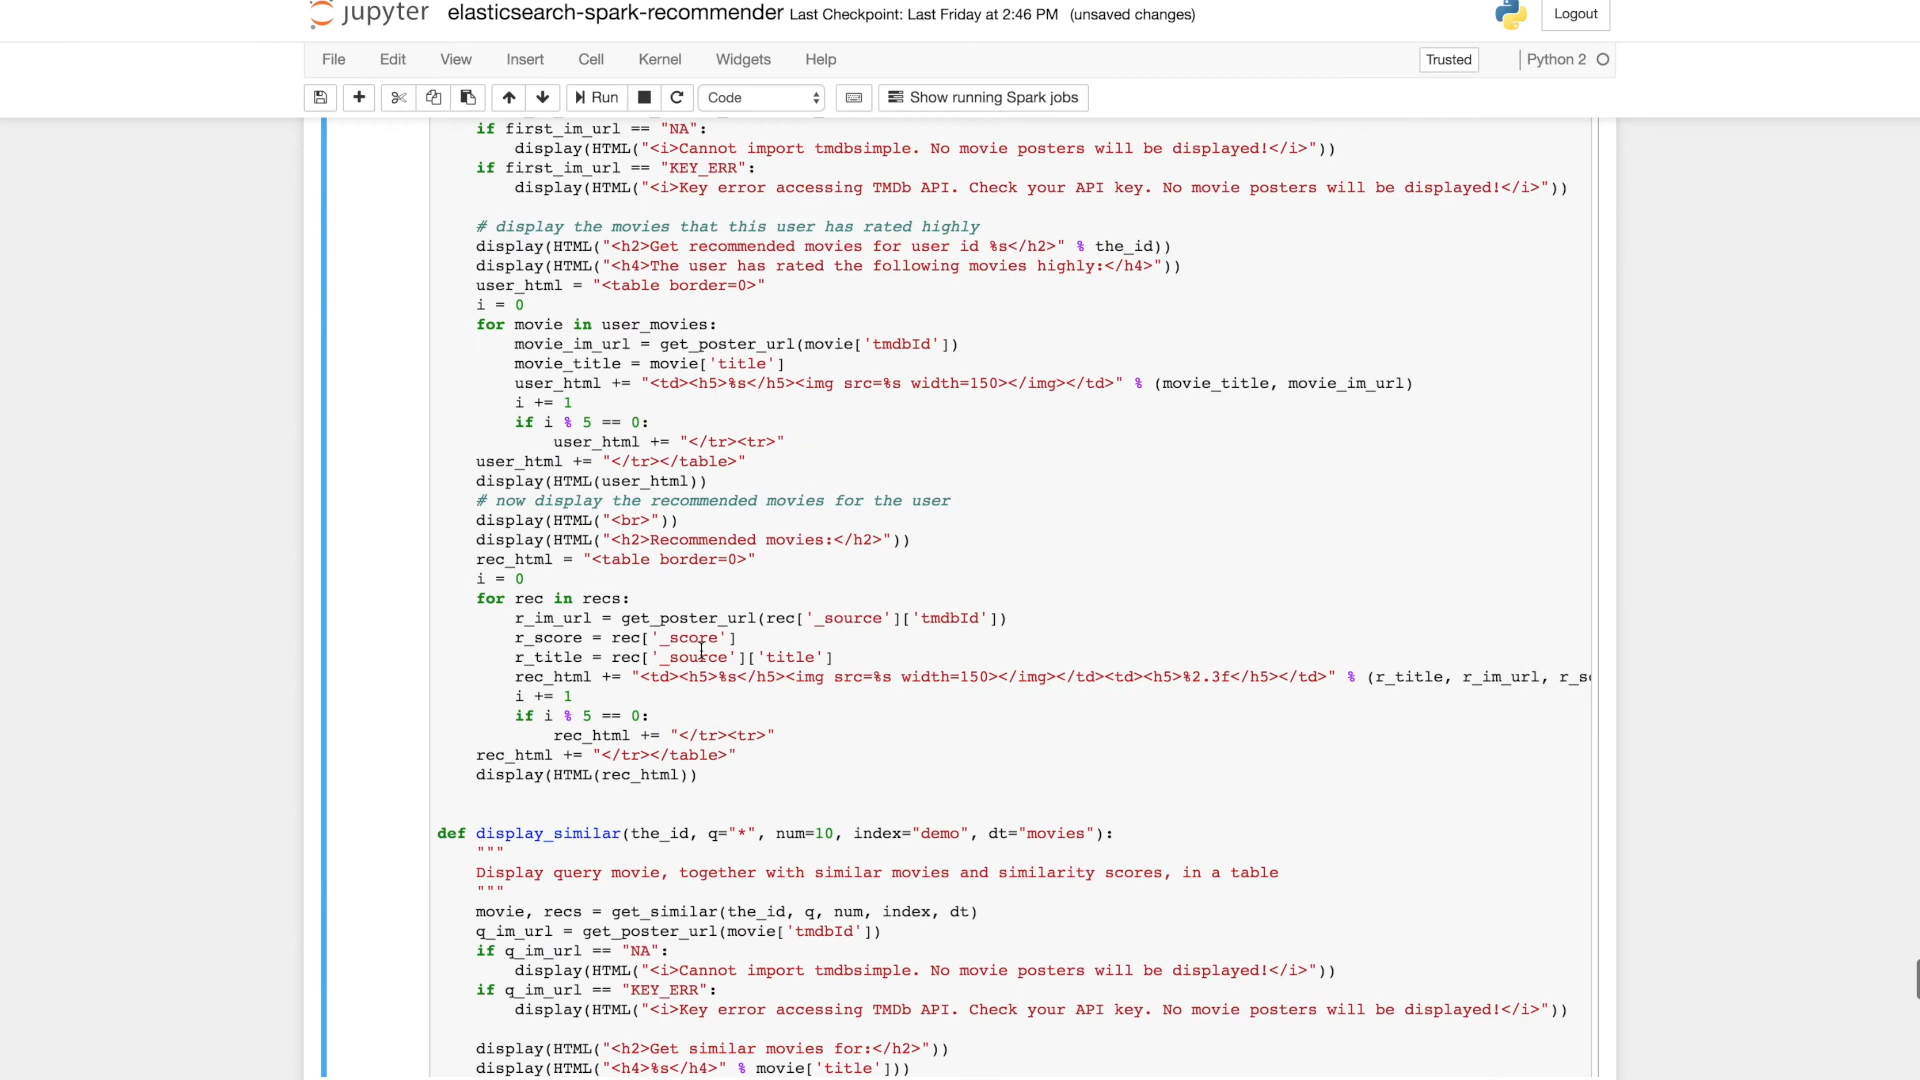 jupyter elasticsearch-spark-recommender Last Checkpoint: Last Friday at 2:46 PM (unsaved changes) Logout
File Edit View Insert Cell Kernel Widgets Help Trusted Python 2
Run Code Show running Spark jobs
if first_im_url == "NA":
display(HTML("<i>Cannot import tmdbsimple. No movie posters will be displayed!</i>"))
if first_im_url == "KEY_ERR":
display(HTML("<i>Key error accessing TMDb API. Check your API key. No movie posters will be displayed!</i>"))
# display the movies that this user has rated highly
display(HTML("<h2>Get recommended movies for user id %s</h2>" % the_id))
display(HTML("<h4>The user has rated the following movies highly:</h4>"))
user_html = "<table border=0>"
i = 0
for movie in user_movies:
movie_im_url = get_poster_url(movie['tmdbId'])
movie_title = movie['title']
user_html += "<td><h5>%s</h5><img src=%s width=150></img></td>" % (movie_title, movie_im_url)
i += 1
if i % 5 == 0:
user_html += "</tr><tr>"
user_html += "</tr></table>"
display(HTML(user_html))
# now display the recommended movies for the user
display(HTML("<br>"))
display(HTML("<h2>Recommended movies:</h2>"))
rec_html = "<table border=0>"
i = 0
for rec in recs:
r_im_url = get_poster_url(rec['_source']['tmdbId'])
r_score = rec['_score']
r_title = rec['_source']['title']
rec_html += "<td><h5>%s</h5><img src=%s width=150></img></td><td><h5>%2.3f</h5></td>" % (r_title, r_im_url, r_s
i += 1
if i % 5 == 0:
rec_html += "</tr><tr>"
rec_html += "</tr></table>"
display(HTML(rec_html))
def display_similar(the_id, q="*", num=10, index="demo", dt="movies"):
"""
Display query movie, together with similar movies and similarity scores, in a table
"""
movie, recs = get_similar(the_id, q, num, index, dt)
q_im_url = get_poster_url(movie['tmdbId'])
if q_im_url == "NA":
display(HTML("<i>Cannot import tmdbsimple. No movie posters will be displayed!</i>"))
if q_im_url == "KEY_ERR":
display(HTML("<i>Key error accessing TMDb API. Check your API key. No movie posters will be displayed!</i>"))
display(HTML("<h2>Get similar movies for:</h2>"))
display(HTML("<h4>%s</h4>" % movie['title']))